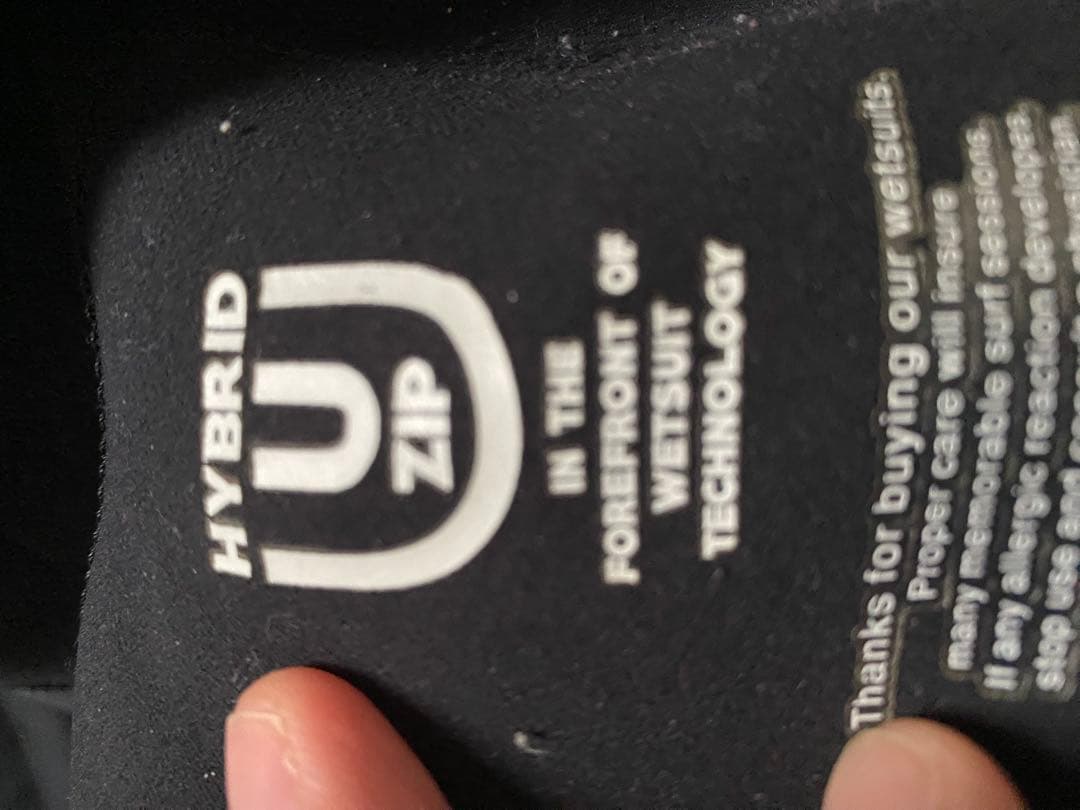 HYBRID
U
ZIP
IN THE
FOREFRONT OF
WETSUIT
TECHNOLOGY
Thanks for buying our wetsuits.
Proper care will insure
many memorable surf sessions.
If any allergic reaction developes,
stop use and